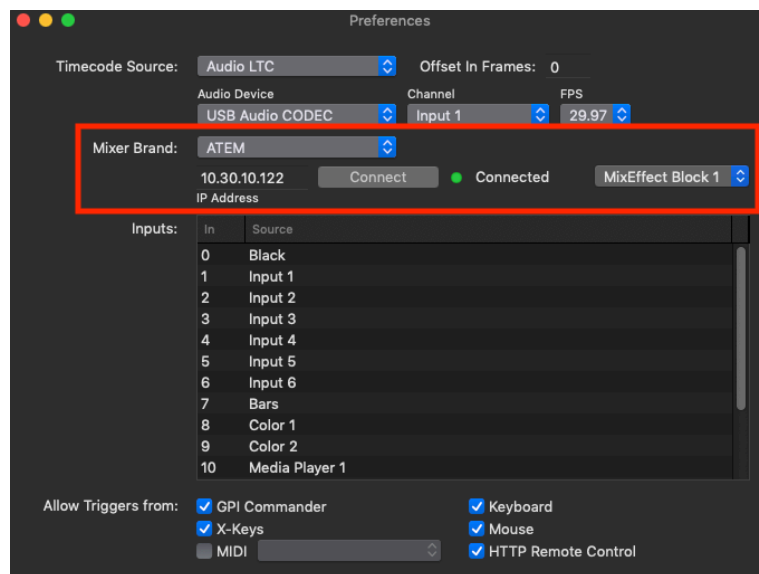 Preferences
Timecode Source: Audio LTC Offset In Frames: 0
Audio Device Channel FPS
USB Audio CODEC Input 1 29.97
Mixer Brand: ATEM
10.30.10.122 Connect Connected MixEffect Block 1
IP Address
Inputs: In Source
0 Black
1 Input 1
2 Input 2
3 Input 3
4 Input 4
5 Input 5
6 Input 6
7 Bars
8 Color 1
9 Color 2
10 Media Player 1
Allow Triggers from: GPI Commander Keyboard
X-Keys Mouse
MIDI HTTP Remote Control